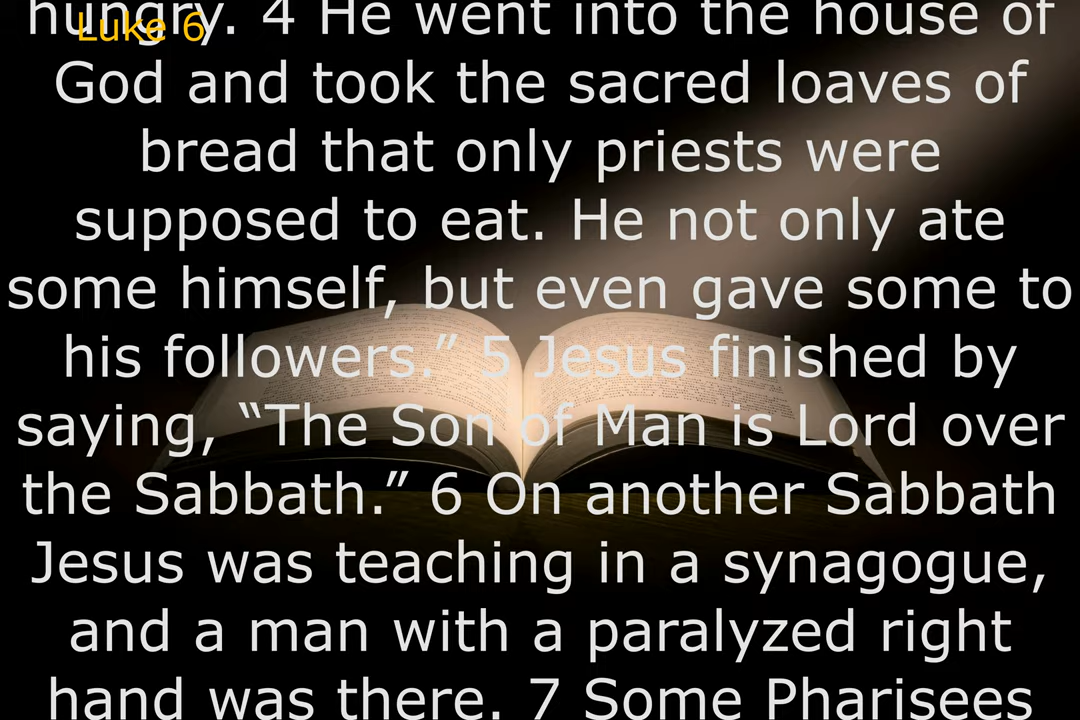 hungry. 4 He went into the house of
Luke 6
God and took the sacred loaves of
bread that only priests were
supposed to eat. He not only ate
some himself, but even gave some to
his followers.” 5 Jesus finished by
saying, “The Son of Man is Lord over
the Sabbath.” 6 On another Sabbath
Jesus was teaching in a synagogue,
and a man with a paralyzed right
hand was there. 7 Some Pharisees